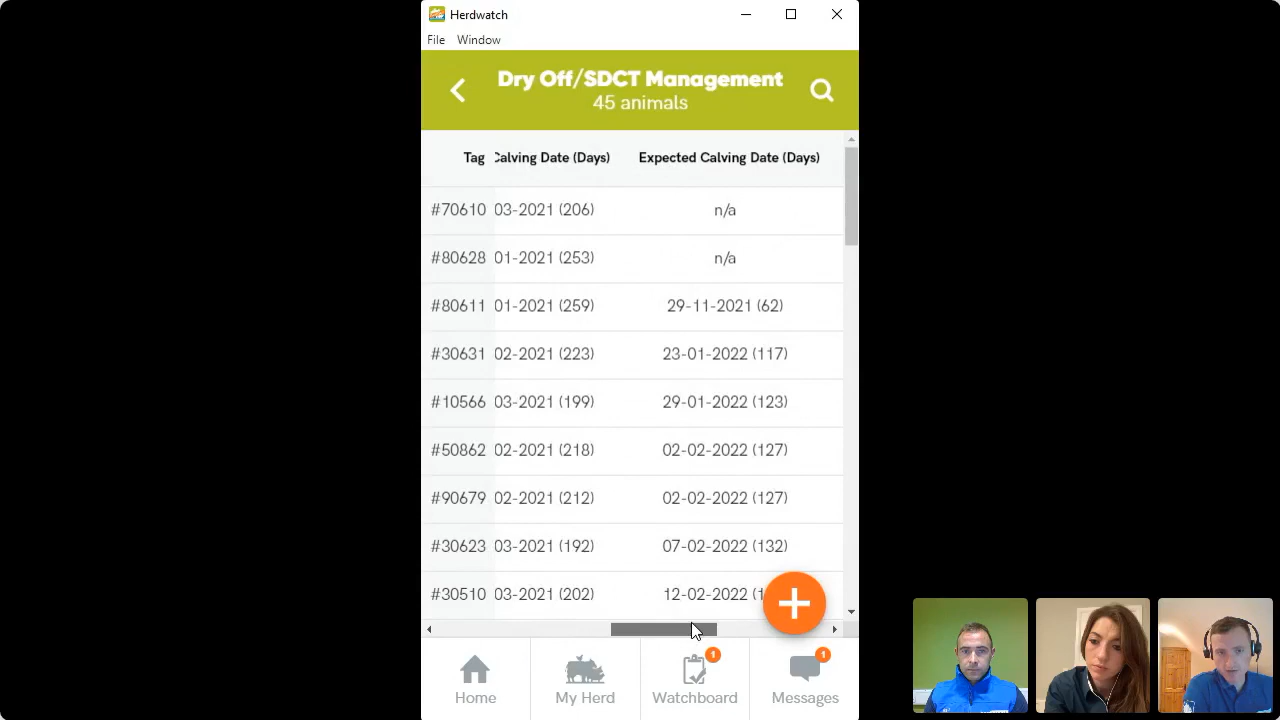 Herdwatch
File Window
Dry Off/SDCT Management
45 animals
Tag Calving Date (Days) Expected Calving Date (Days)
#70610 03-2021 (206) n/a
#80628 01-2021 (253) n/a
#80611 01-2021 (259) 29-11-2021 (62)
#30631 02-2021 (223) 23-01-2022 (117)
#10566 03-2021 (199) 29-01-2022 (123)
#50862 02-2021 (218) 02-02-2022 (127)
#90679 02-2021 (212) 02-02-2022 (127)
#30623 03-2021 (192) 07-02-2022 (132)
#30510 03-2021 (202) 12-02-2022
1 1
Home My Herd Watchboard Messages